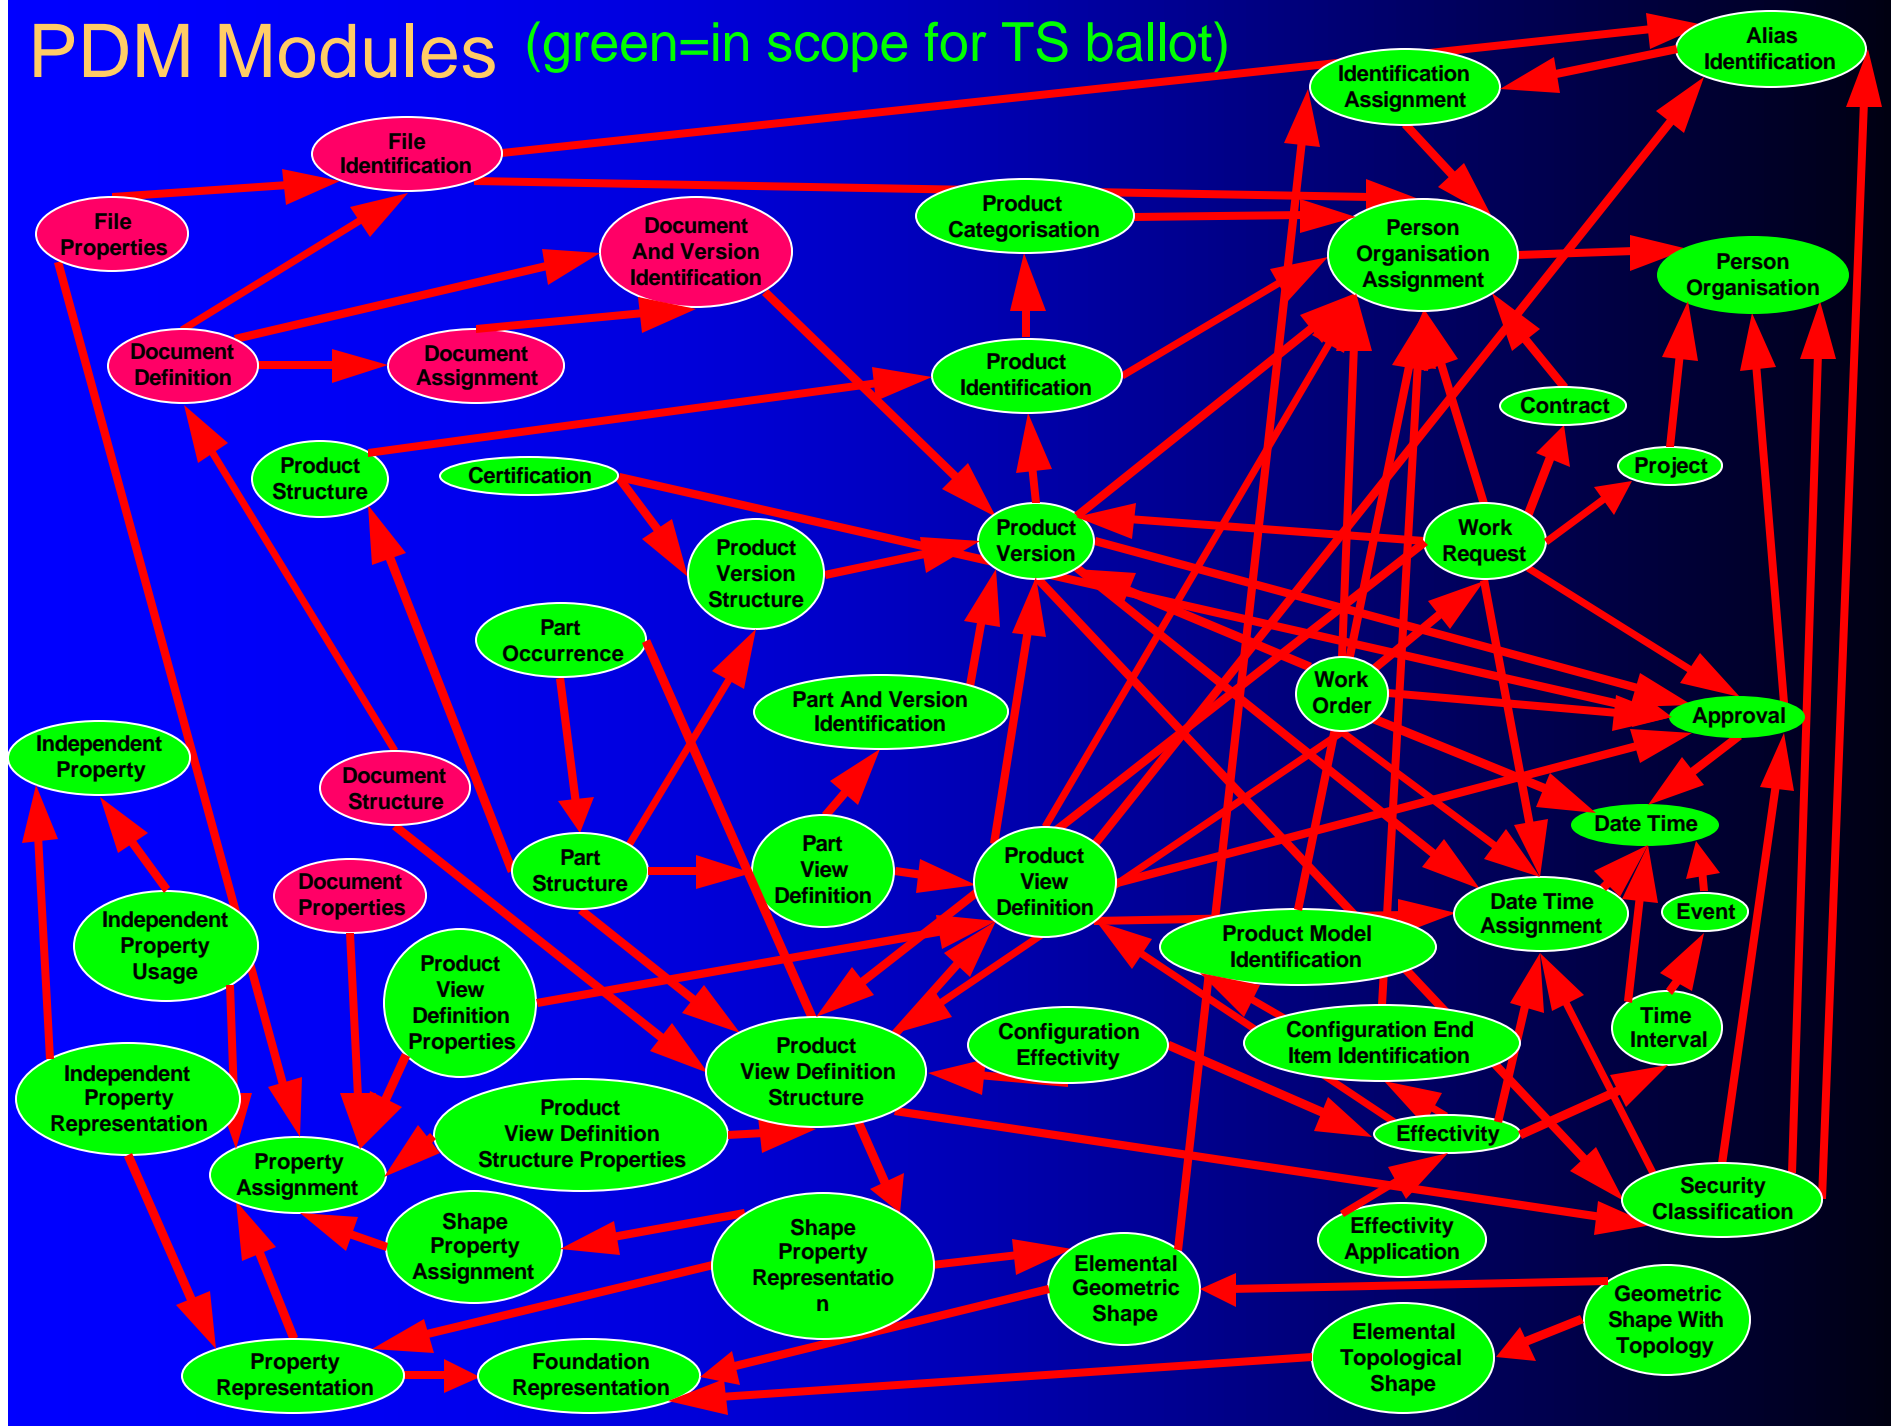 PDM Modules (green=in scope for TS ballot)
Alias
Identification
Identification
Assignment
File
Identification
File
Properties
Document
And Version
Identification
Product
Categorisation
Person
Organisation
Assignment
Person
Organisation
Document
Definition
Document
Assignment
Product
Identification
Contract
Product
Structure
Certification
Project
Product
Version
Work
Request
Product
Version
Structure
Part
Occurrence
Part And Version
Identification
Work
Order
Approval
Independent
Property
Document
Structure
Date Time
Part
Structure
Part
View
Definition
Product
View
Definition
Document
Properties
Date Time
Assignment
Event
Independent
Property
Usage
Product
View
Definition
Properties
Product Model
Identification
Product
View Definition
Structure
Configuration
Effectivity
Configuration End
Item Identification
Time
Interval
Independent
Property
Representation
Product
View Definition
Structure Properties
Effectivity
Property
Assignment
Security
Classification
Shape
Property
Assignment
Shape
Property
Representatio
n
Effectivity
Application
Elemental
Geometric
Shape
Geometric
Shape With
Topology
Elemental
Topological
Shape
Property
Representation
Foundation
Representation